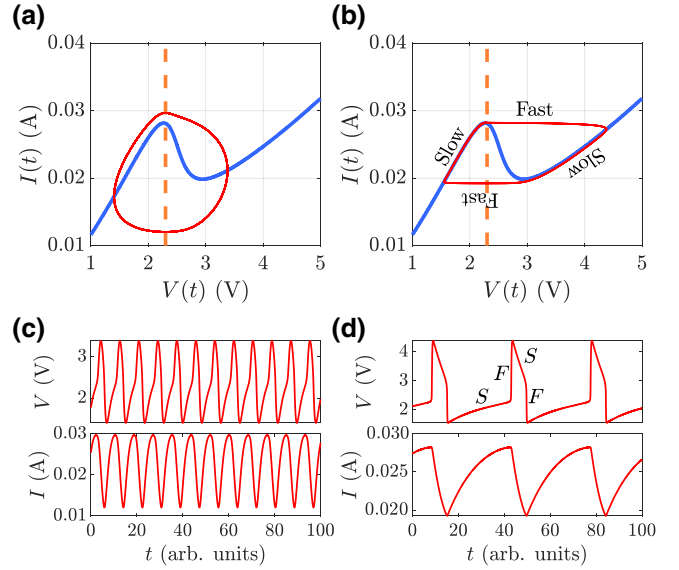 (a)
0.04
0.03
0.02
0.01
I(t) (A)
Slow
1 2 3 4 5
V(t) (V)
(b)
0.04
0.03
0.02
0.01
I(t) (A)
Slow
Fast
Slow
Fast
1 2 3 4 5
V(t) (V)
(c)
3
2
V (V)
0.03
0.02
0.01
I (A)
0 20 40 60 80 100
t (arb. units)
(d)
4
3
2
V (V)
S
F
S
F
0.030
0.025
0.020
I (A)
0 20 40 60 80 100
t (arb. units)